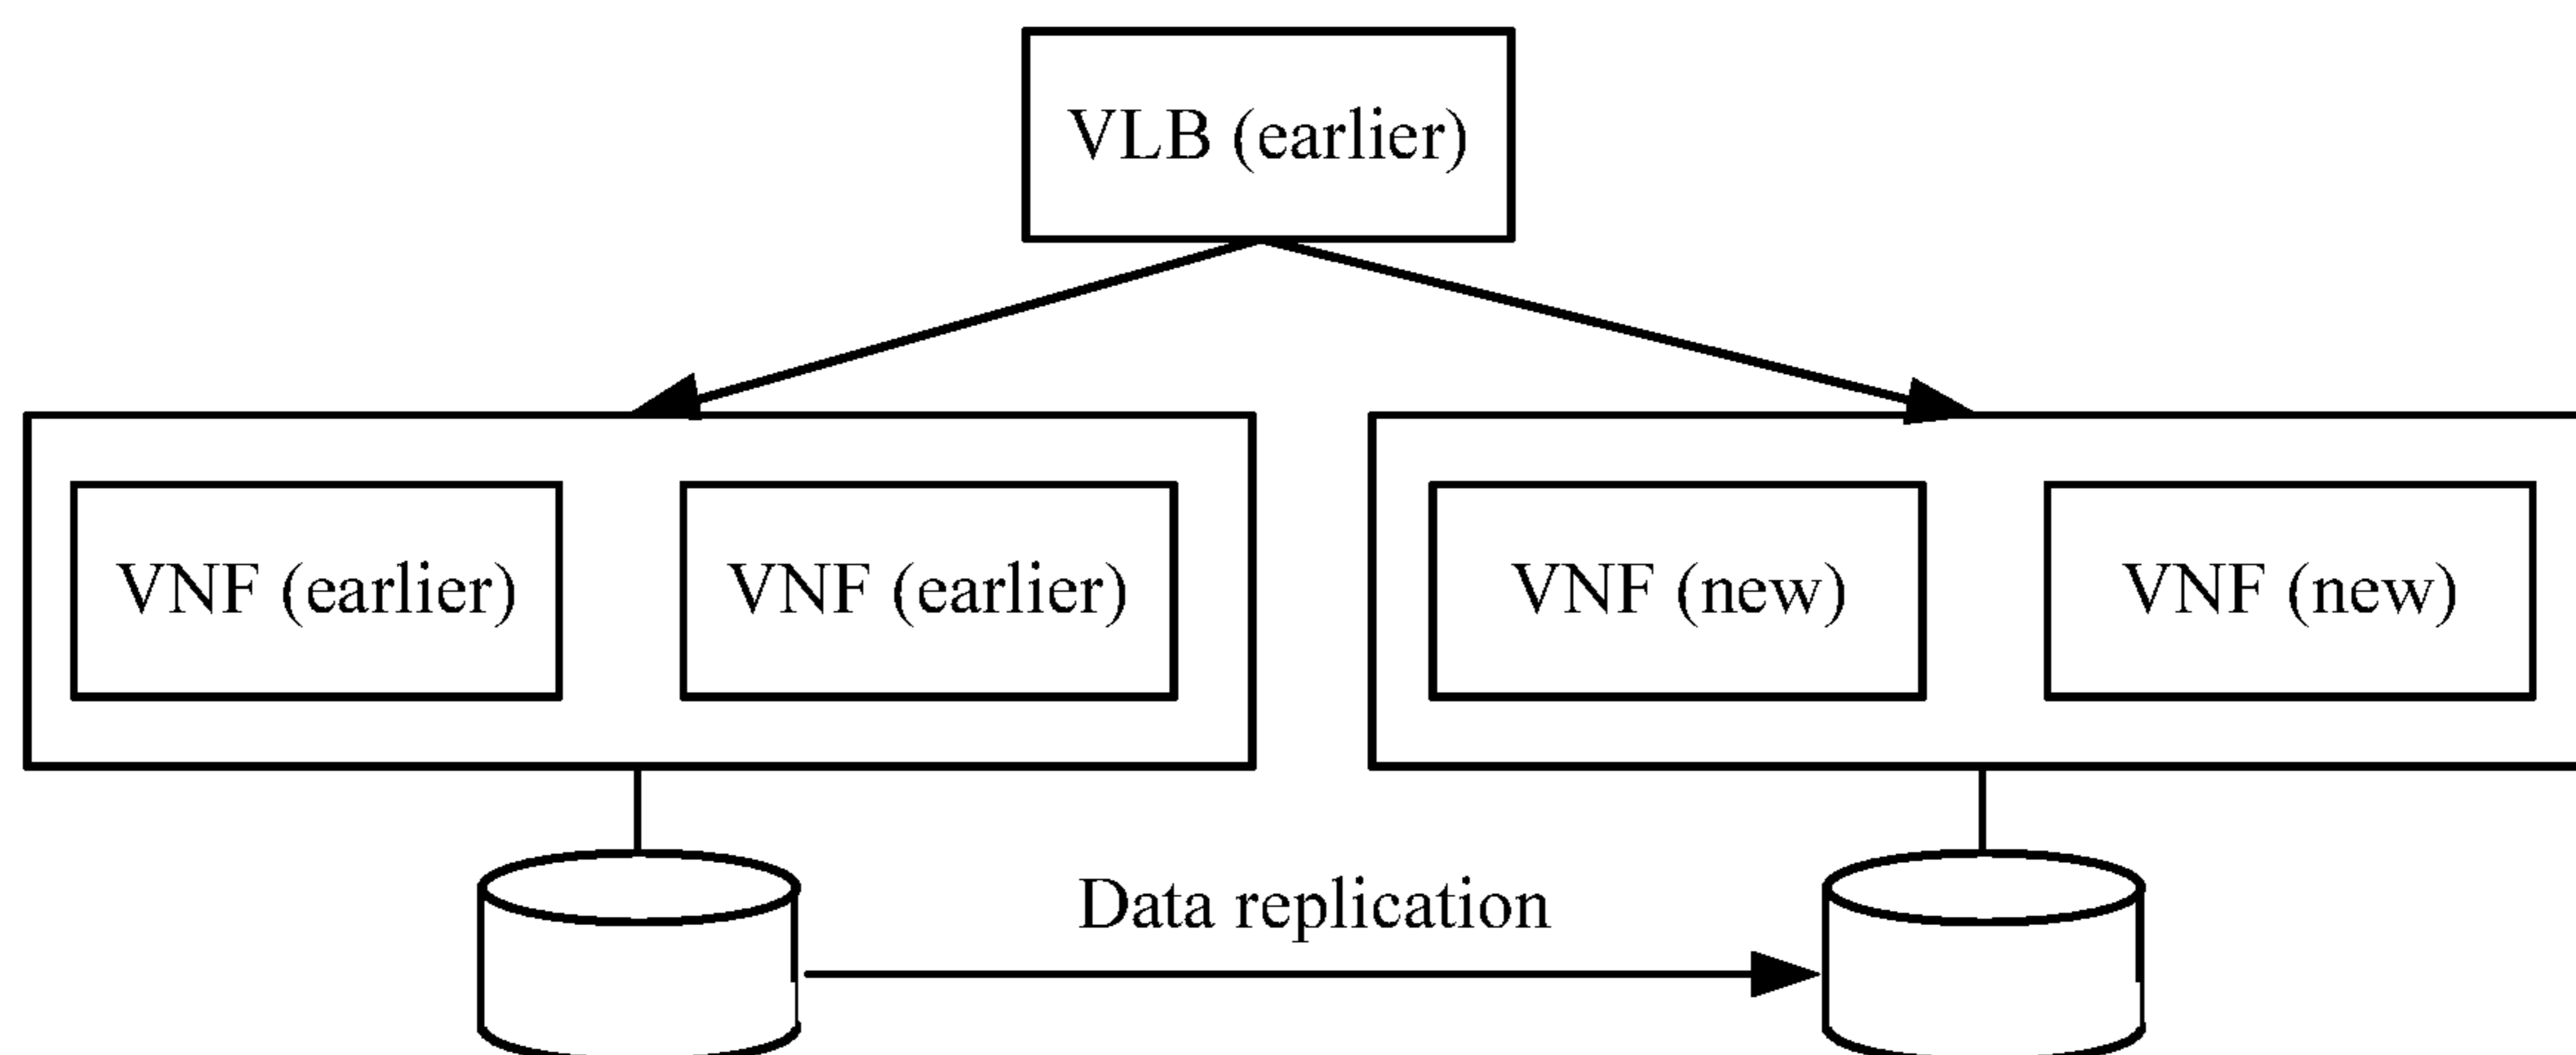 VLB (earlier)
VNF (earlier)
VNF (earlier)
VNF (new)
VNF (new)
Data replication